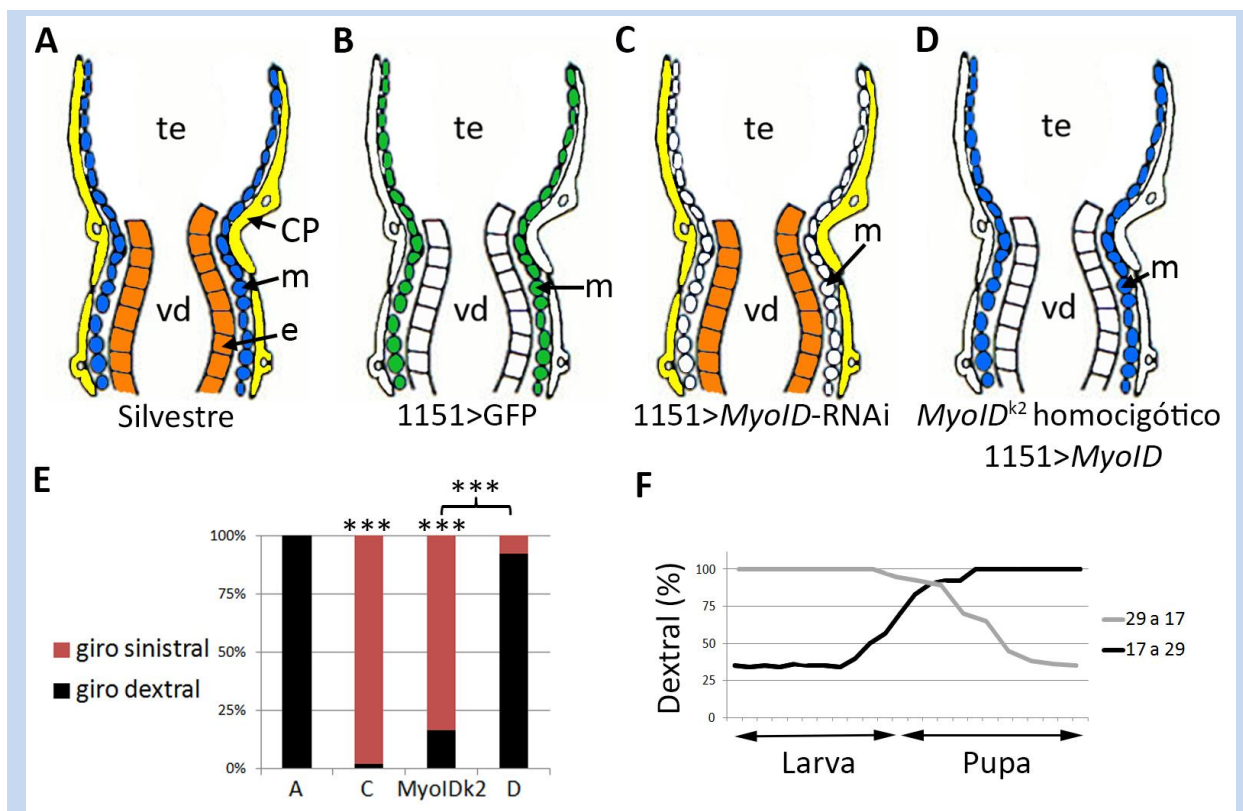 A
B
C
D
te
te
te
te
CP
m
e
m
m
m
vd
vd
vd
vd
Silvestre
1151>GFP
1151>MyoID-RNAi
MyoIDᵏ² homocigótico
1151>MyoID
E
***
*** ***
100%
75%
50%
25%
0%
giro sinistral
giro dextral
A C MyoIDk2 D
F
Dextral (%)
100
75
50
25
0
29 a 17
17 a 29
Larva Pupa